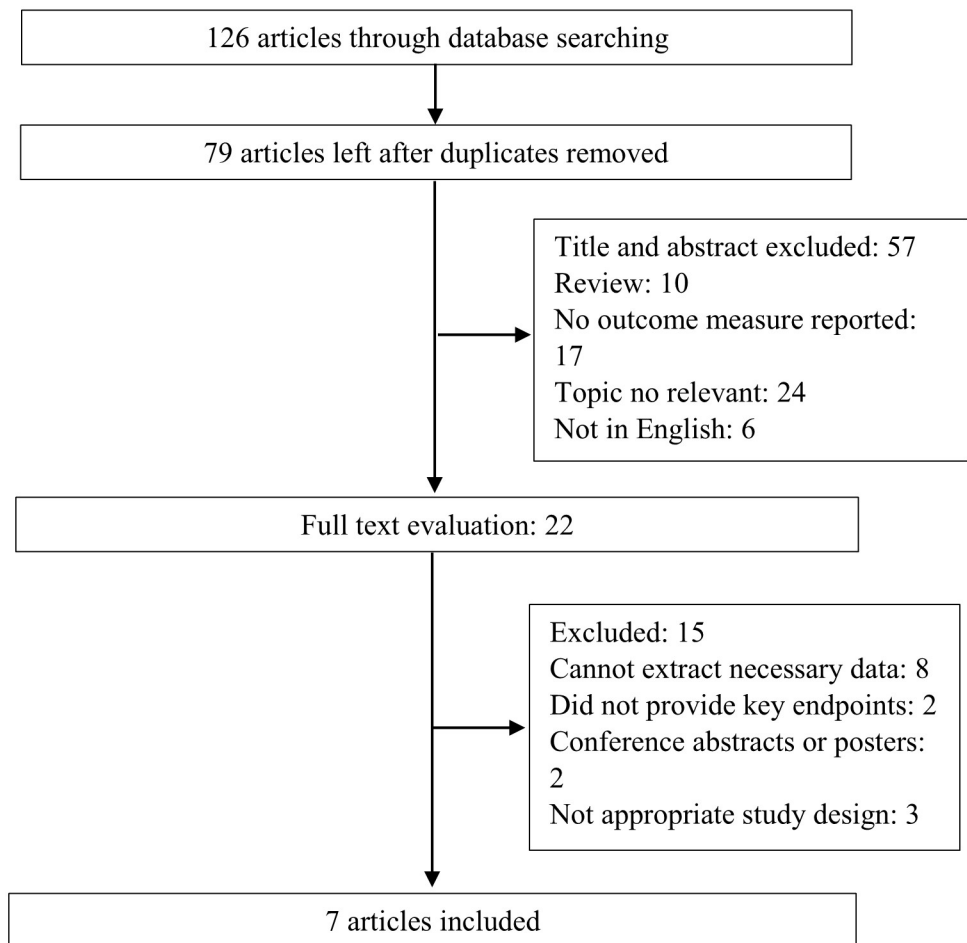 126 articles through database searching
79 articles left after duplicates removed
Title and abstract excluded: 57
Review: 10
No outcome measure reported:
17
Topic no relevant: 24
Not in English: 6
Full text evaluation: 22
Excluded: 15
Cannot extract necessary data: 8
Did not provide key endpoints: 2
Conference abstracts or posters:
2
Not appropriate study design: 3
7 articles included